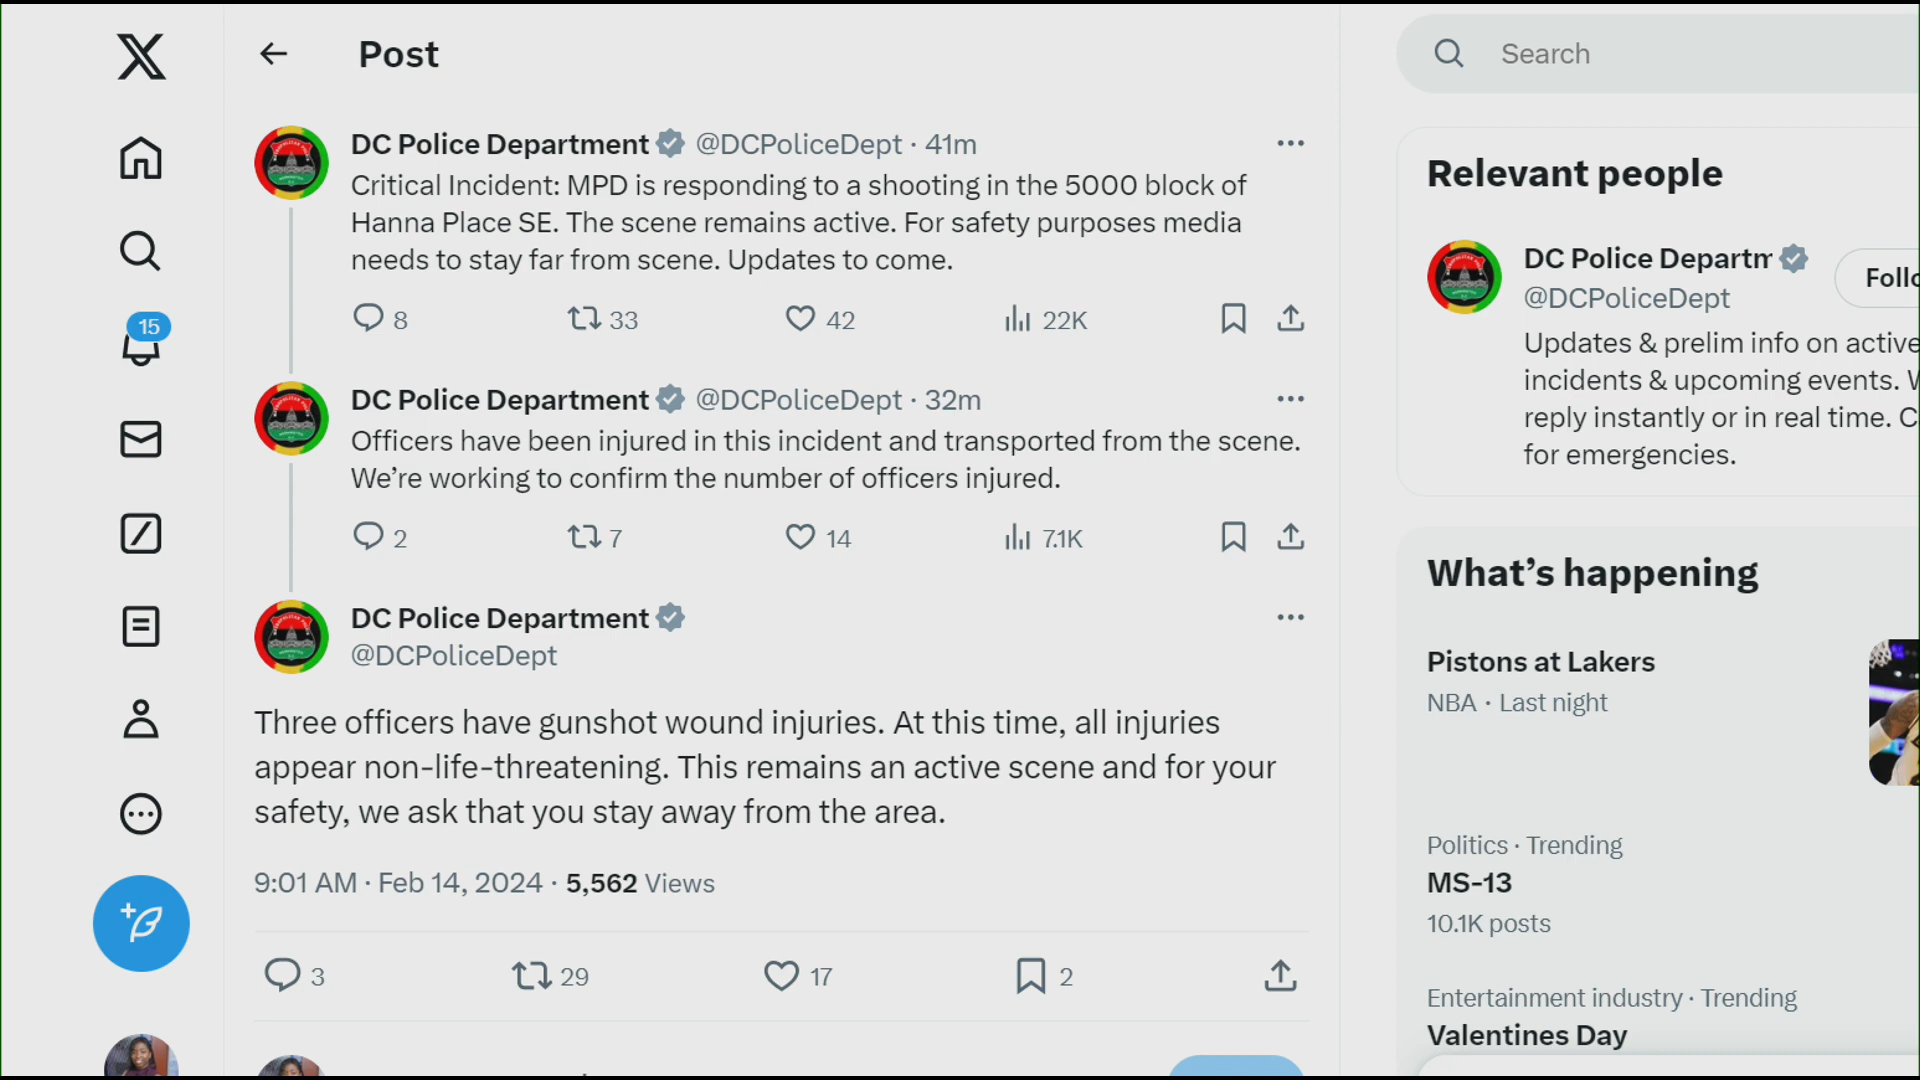 Post
DC Police Department @DCPoliceDept · 41m
Critical Incident: MPD is responding to a shooting in the 5000 block of
Hanna Place SE. The scene remains active. For safety purposes media
needs to stay far from scene. Updates to come.
8 33 42 22K
DC Police Department @DCPoliceDept · 32m
Officers have been injured in this incident and transported from the scene.
We’re working to confirm the number of officers injured.
2 7 14 7.1K
DC Police Department
@DCPoliceDept
Three officers have gunshot wound injuries. At this time, all injuries
appear non-life-threatening. This remains an active scene and for your
safety, we ask that you stay away from the area.
9:01 AM · Feb 14, 2024 · 5,562 Views
3 29 17 2
15
Search
Relevant people
DC Police Departm
@DCPoliceDept
Follo
Updates & prelim info on active
incidents & upcoming events. W
reply instantly or in real time. C
for emergencies.
What’s happening
Pistons at Lakers
NBA · Last night
Politics · Trending
MS-13
10.1K posts
Entertainment industry · Trending
Valentines Day